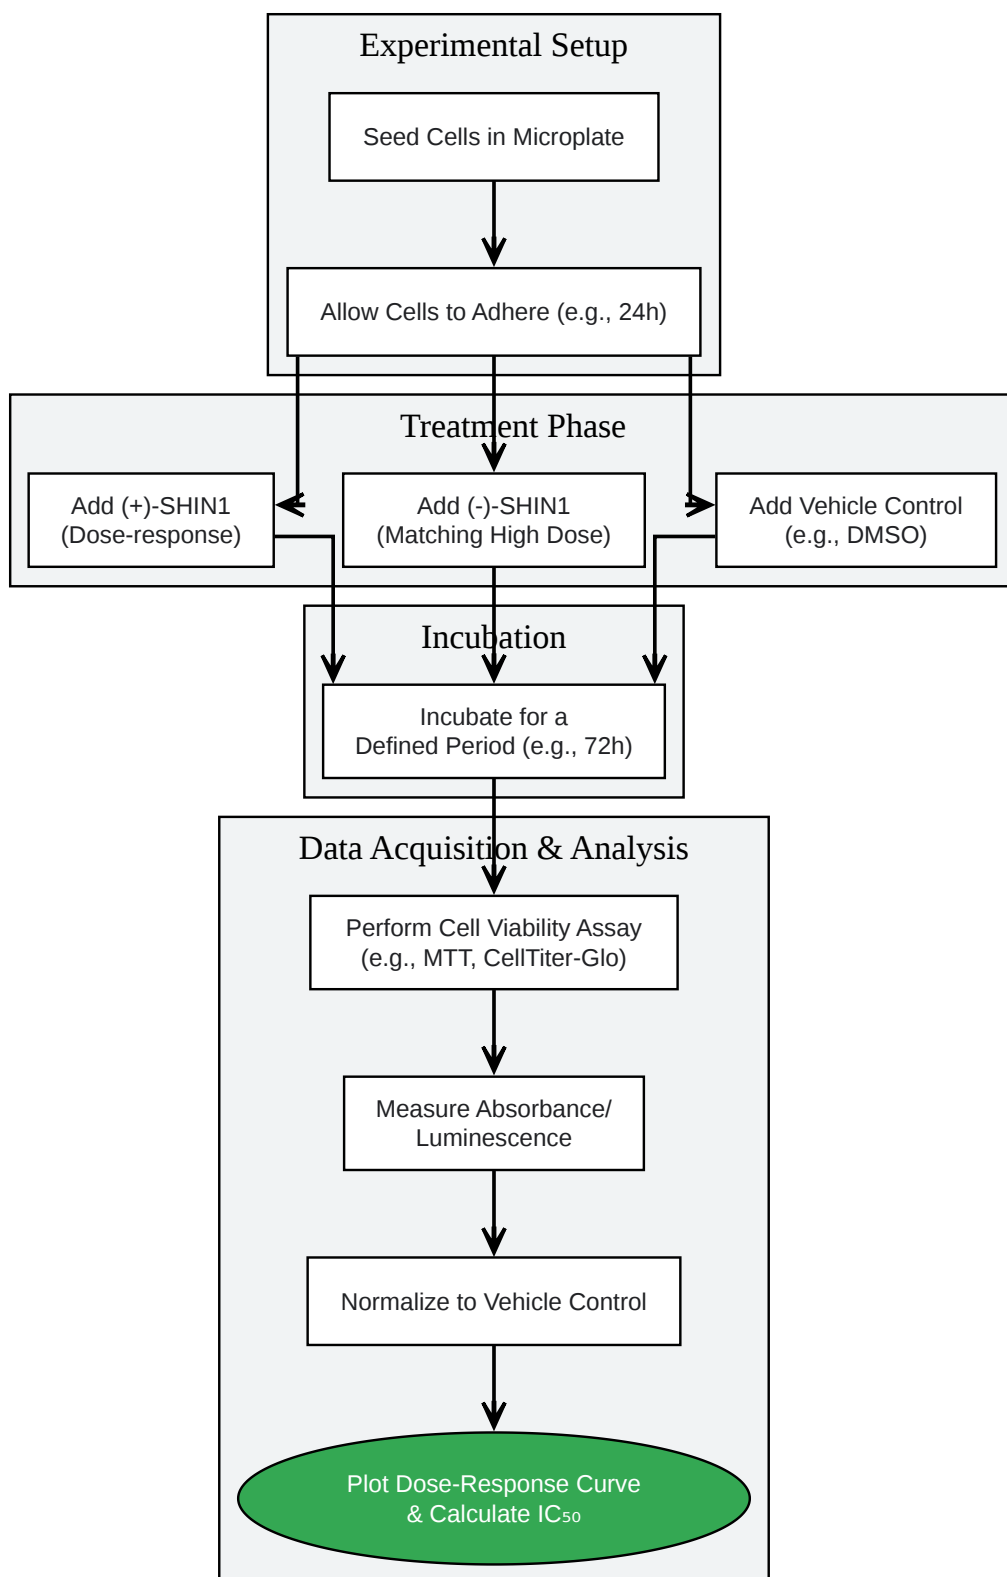 Experimental Setup
Seed Cells in Microplate
Allow Cells to Adhere (e.g., 24h)
Treatment Phase
Add (+)-SHIN1
(Dose-response)
Add (-)-SHIN1
(Matching High Dose)
Add Vehicle Control
(e.g., DMSO)
Incubation
Incubate for a
Defined Period (e.g., 72h)
Data Acquisition & Analysis
Perform Cell Viability Assay
(e.g., MTT, CellTiter-Glo)
Measure Absorbance/
Luminescence
Normalize to Vehicle Control
Plot Dose-Response Curve
& Calculate IC₅₀